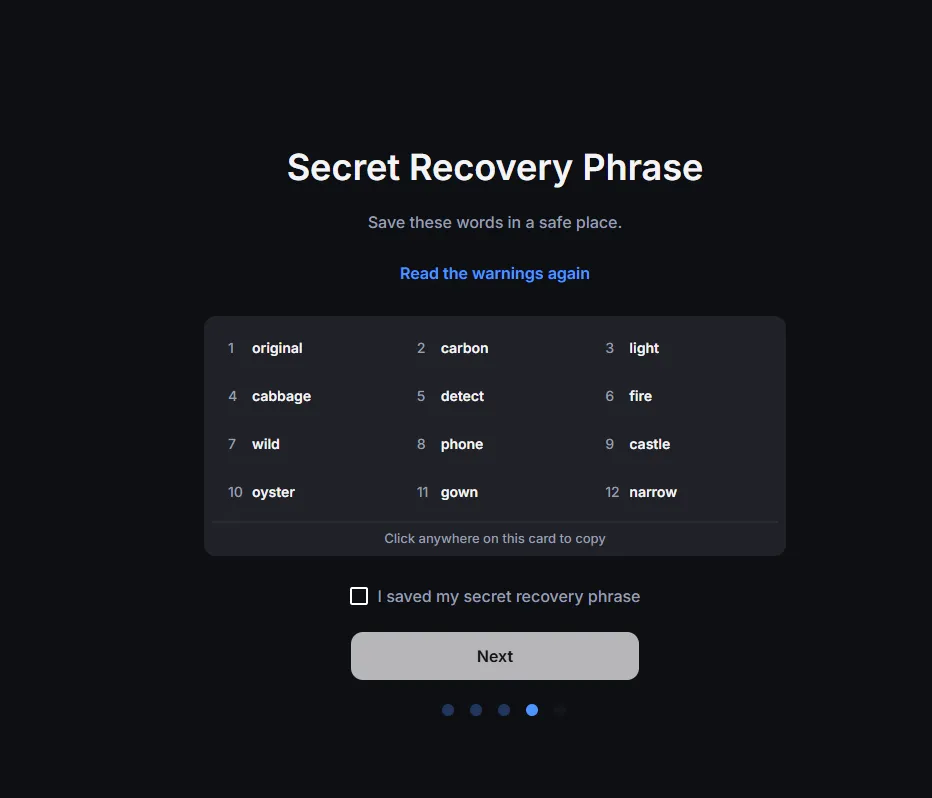 Secret Recovery Phrase
Save these words in a safe place.
Read the warnings again
1 original 2 carbon 3 light
4 cabbage 5 detect 6 fire
7 wild 8 phone 9 castle
10 oyster 11 gown 12 narrow
Click anywhere on this card to copy
I saved my secret recovery phrase
Next